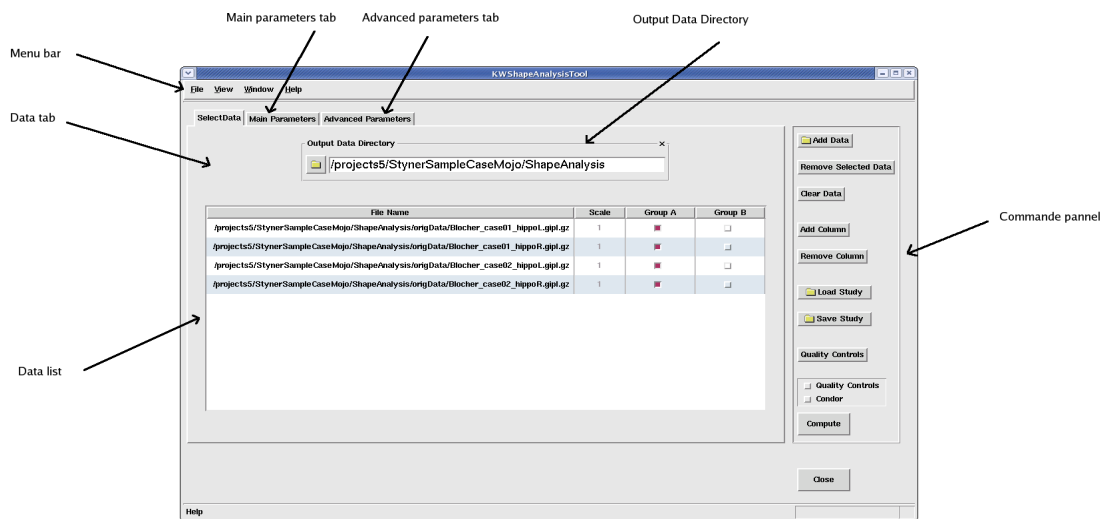 Main parameters tab
Advanced parameters tab
Output Data Directory
Menu bar
KWShapeAnalysisTool
File View Window Help
Data tab
SelectData Main Parameters Advanced Parameters
Output Data Directory
/projects5/StynerSampleCaseMojo/ShapeAnalysis
File Name Scale Group A Group B
/projects5/StynerSampleCaseMojo/ShapeAnalysis/origData/Blocher_case01_hippoL.gipl.gz 1
/projects5/StynerSampleCaseMojo/ShapeAnalysis/origData/Blocher_case01_hippoR.gipl.gz 1
/projects5/StynerSampleCaseMojo/ShapeAnalysis/origData/Blocher_case02_hippoL.gipl.gz 1
/projects5/StynerSampleCaseMojo/ShapeAnalysis/origData/Blocher_case02_hippoR.gipl.gz 1
Data list
Add Data
Remove Selected Data
Clear Data
Add Column
Remove Column
Load Study
Save Study
Quality Controls
Quality Controls
Condor
Compute
Commande pannel
Close
Help